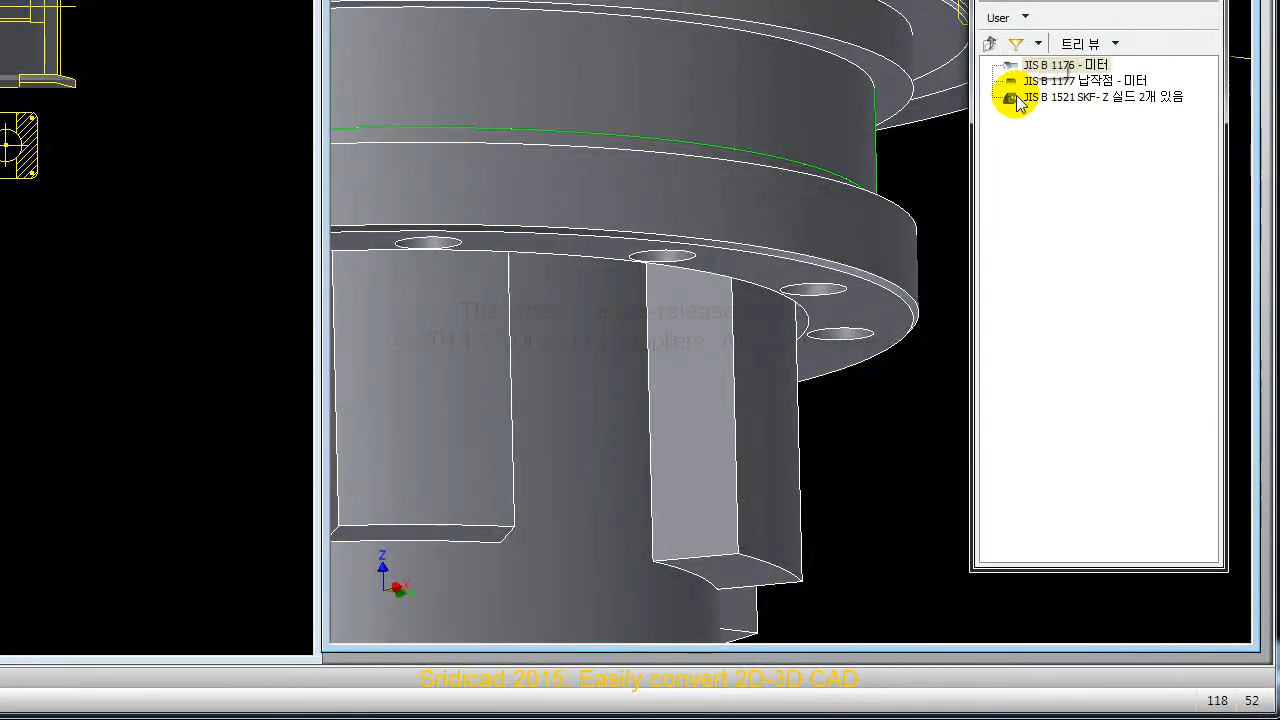 User
트리 뷰
JIS B 1176 - 미터
JIS B 1177 납작점 - 미터
JIS B 1521 SKF- Z 실드 2개 있음
Z
X
Sridicad 2015: Easily convert 2D-3D CAD
118 52